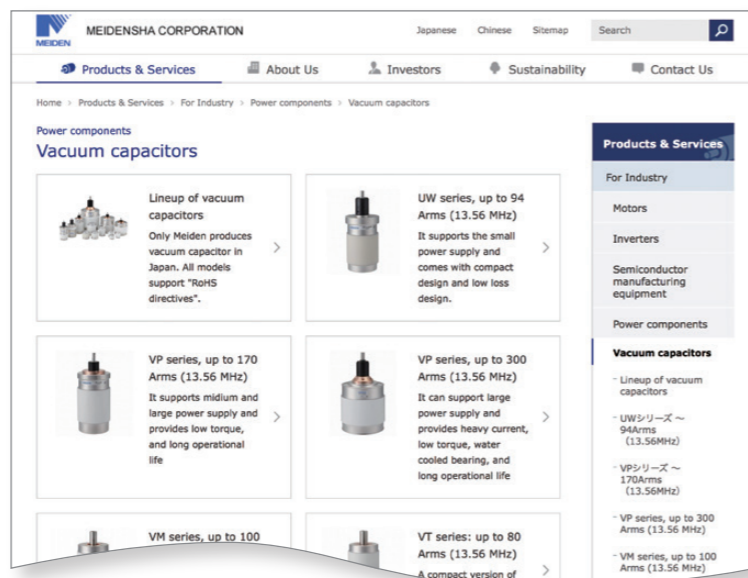 MEIDEN
MEIDENSHA CORPORATION
Japanese Chinese Sitemap
Search
Products & Services
About Us
Investors
Sustainability
Contact Us
Home > Products & Services > For Industry > Power components > Vacuum capacitors
Power components
Vacuum capacitors
Lineup of vacuum
capacitors
Only Meiden produces
vacuum capacitor in
Japan. All models
support "RoHS
directives".
UW series, up to 94
Arms (13.56 MHz)
It supports the small
power supply and
comes with compact
design and low loss
design.
VP series, up to 170
Arms (13.56 MHz)
It supports midium and
large power supply and
provides low torque,
and long operational
life
VP series, up to 300
Arms (13.56 MHz)
It can support large
power supply and
provides heavy current,
low torque, water
cooled bearing, and
long operational life
VM series, up to 100
VT series: up to 80
Arms (13.56 MHz)
A compact version of
Products & Services
For Industry
Motors
Inverters
Semiconductor
manufacturing
equipment
Power components
Vacuum capacitors
- Lineup of vacuum
capacitors
- UWシリーズ ～
94Arms
（13.56MHz）
- VPシリーズ ～
170Arms
（13.56MHz）
- VP series, up to 300
Arms (13.56 MHz)
- VM series, up to 100
Arms (13.56 MHz)